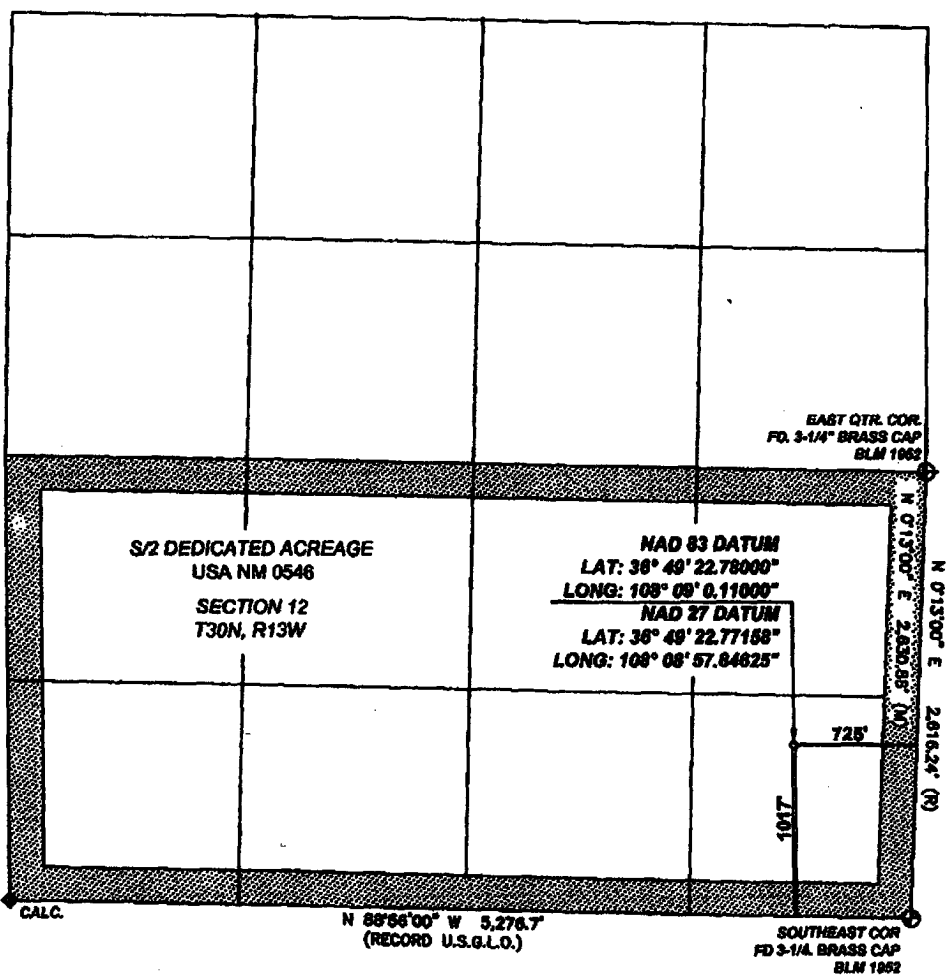 EAST QTR. COR.
FD. 3-1/4" BRASS CAP
BLM 1952
S/2 DEDICATED ACREAGE
USA NM 0546
SECTION 12
T30N, R13W
NAD 83 DATUM
LAT: 36° 49' 22.78000"
LONG: 108° 09' 0.11000"
NAD 27 DATUM
LAT: 36° 49' 22.77158"
LONG: 108° 08' 57.84625"
N 0°13'00" E 2,630.88' (M)
N 0°13'00" E 2,616.24' (R)
725'
1017'
CALC.
N 88°56'00" W 5,276.7'
(RECORD U.S.G.L.O.)
SOUTHEAST COR
FD 3-1/4. BRASS CAP
BLM 1952